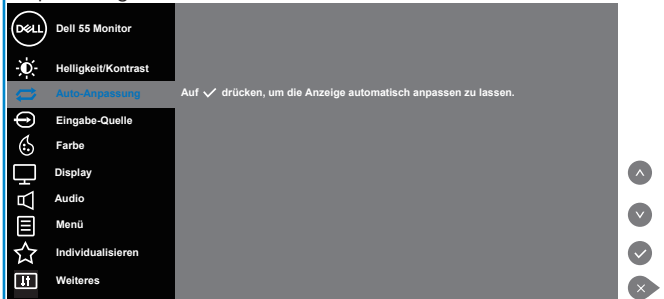 DELL
Dell 55 Monitor
Helligkeit/Kontrast
Auto-Anpassung
Auf ✓ drücken, um die Anzeige automatisch anpassen zu lassen.
Eingabe-Quelle
Farbe
Display
Audio
Menü
Individualisieren
Weiteres